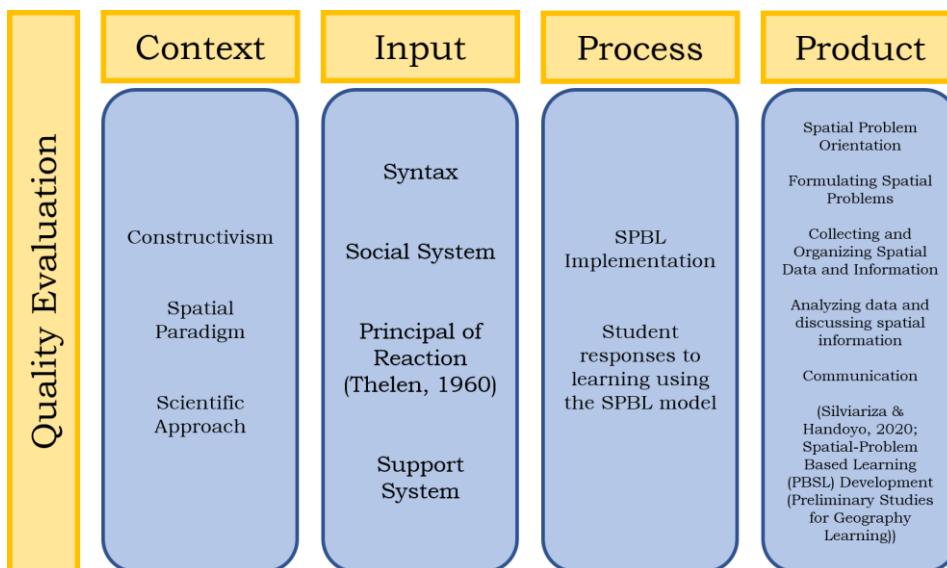 Quality Evaluation
Context
Constructivism
Spatial
Paradigm
Scientific
Approach
Input
Syntax
Social System
Principal of
Reaction
(Thelen, 1960)
Support
System
Process
SPBL
Implementation
Student
responses to
learning using
the SPBL model
Product
Spatial Problem
Orientation
Formulating Spatial
Problems
Collecting and
Organizing Spatial
Data and Information
Analyzing data and
discussing spatial
information
Communication
(Silviariza &
Handoyo, 2020;
Spatial-Problem
Based Learning
(PBSL) Development
(Preliminary Studies
for Geography
Learning))